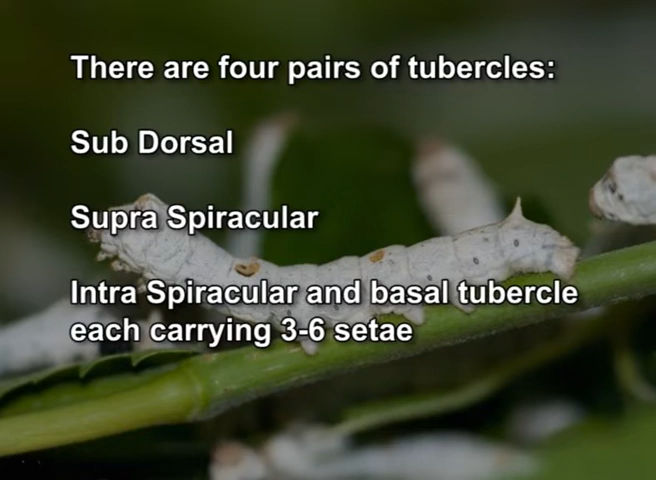 There are four pairs of tubercles:
Sub Dorsal
Supra Spiracular
Intra Spiracular and basal tubercle
each carrying 3-6 setae